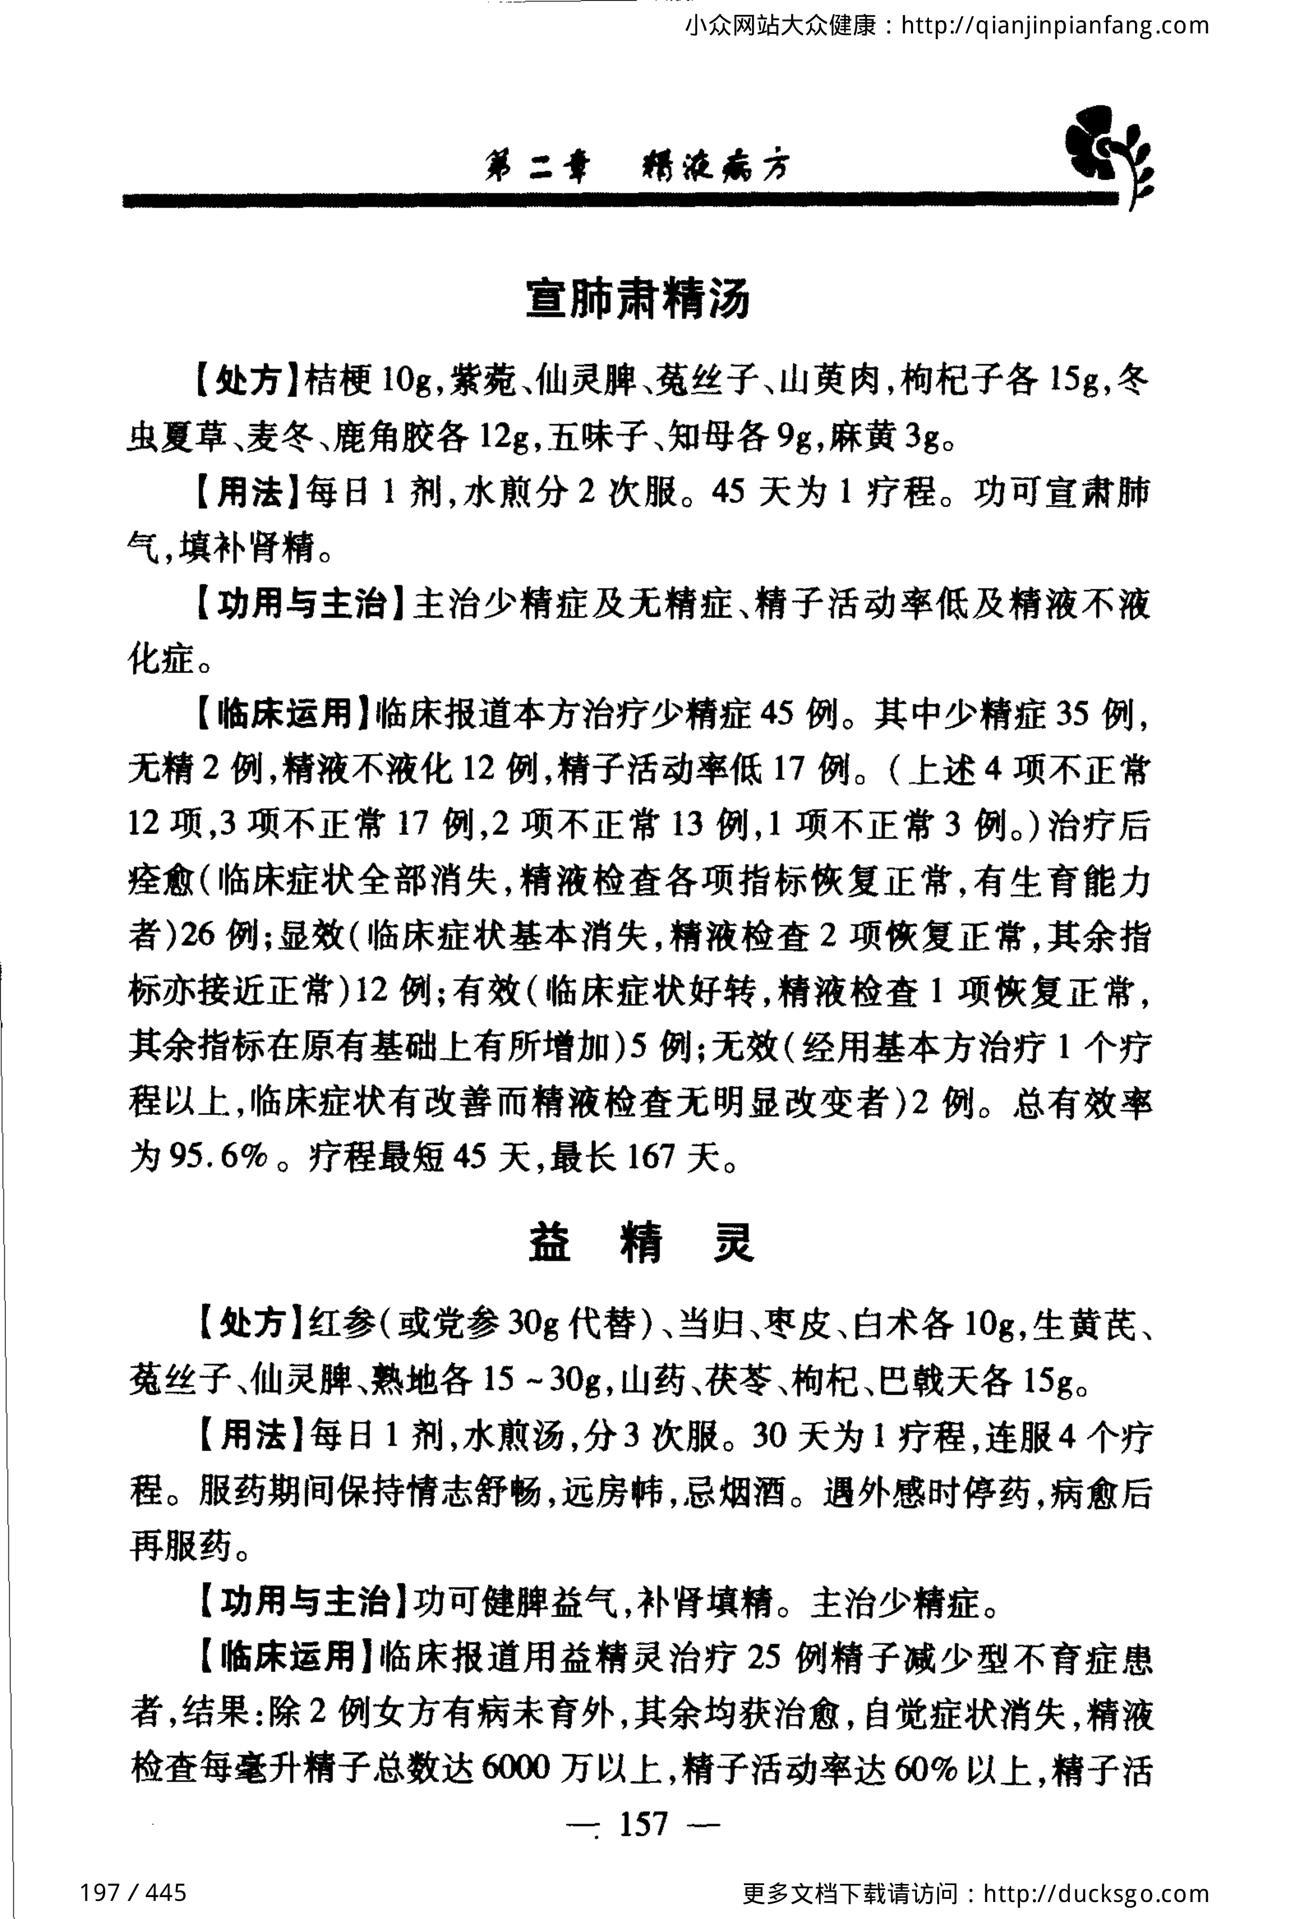 小众网站大众健康：http://qianjinpianfang.com
第二章 精液病方
宣肺肃精汤
【处方】桔梗10g,紫菀、仙灵脾、菟丝子、山萸肉,枸杞子各15g,冬
虫夏草、麦冬、鹿角胶各12g,五味子、知母各9g,麻黄3g。
【用法】每日1剂,水煎分2次服。45天为1疗程。功可宣肃肺
气,填补肾精。
【功用与主治】主治少精症及无精症、精子活动率低及精液不液
化症。
【临床运用】临床报道本方治疗少精症45例。其中少精症35例,
无精2例,精液不液化12例,精子活动率低17例。(上述4项不正常
12项,3项不正常17例,2项不正常13例,1项不正常3例。)治疗后
痊愈(临床症状全部消失,精液检查各项指标恢复正常,有生育能力
者)26例;显效(临床症状基本消失,精液检查2项恢复正常,其余指
标亦接近正常)12例;有效(临床症状好转,精液检查1项恢复正常,
其余指标在原有基础上有所增加)5例;无效(经用基本方治疗1个疗
程以上,临床症状有改善而精液检查无明显改变者)2例。总有效率
为95.6%。疗程最短45天,最长167天。
益精灵
【处方】红参(或党参30g代替)、当归、枣皮、白术各10g,生黄芪、
菟丝子、仙灵脾、熟地各15~30g,山药、茯苓、枸杞、巴戟天各15g。
【用法】每日1剂,水煎汤,分3次服。30天为1疗程,连服4个疗
程。服药期间保持情志舒畅,远房帏,忌烟酒。遇外感时停药,病愈后
再服药。
【功用与主治】功可健脾益气,补肾填精。主治少精症。
【临床运用】临床报道用益精灵治疗25例精子减少型不育症患
者,结果:除2例女方有病未育外,其余均获治愈,自觉症状消失,精液
检查每毫升精子总数达6000万以上,精子活动率达60%以上,精子活
— 157 —
197 / 445
更多文档下载请访问：http://ducksgo.com